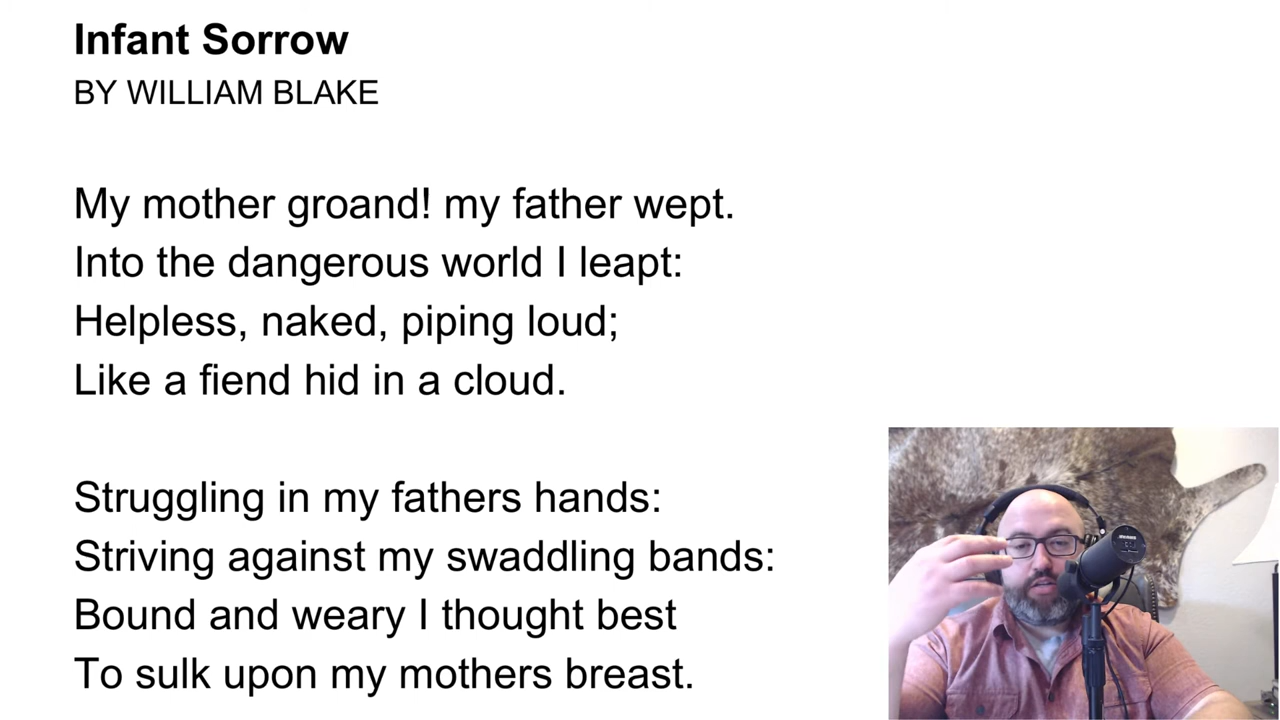 Infant Sorrow
BY WILLIAM BLAKE
My mother groand! my father wept.
Into the dangerous world I leapt:
Helpless, naked, piping loud;
Like a fiend hid in a cloud.
Struggling in my fathers hands:
Striving against my swaddling bands:
Bound and weary I thought best
To sulk upon my mothers breast.